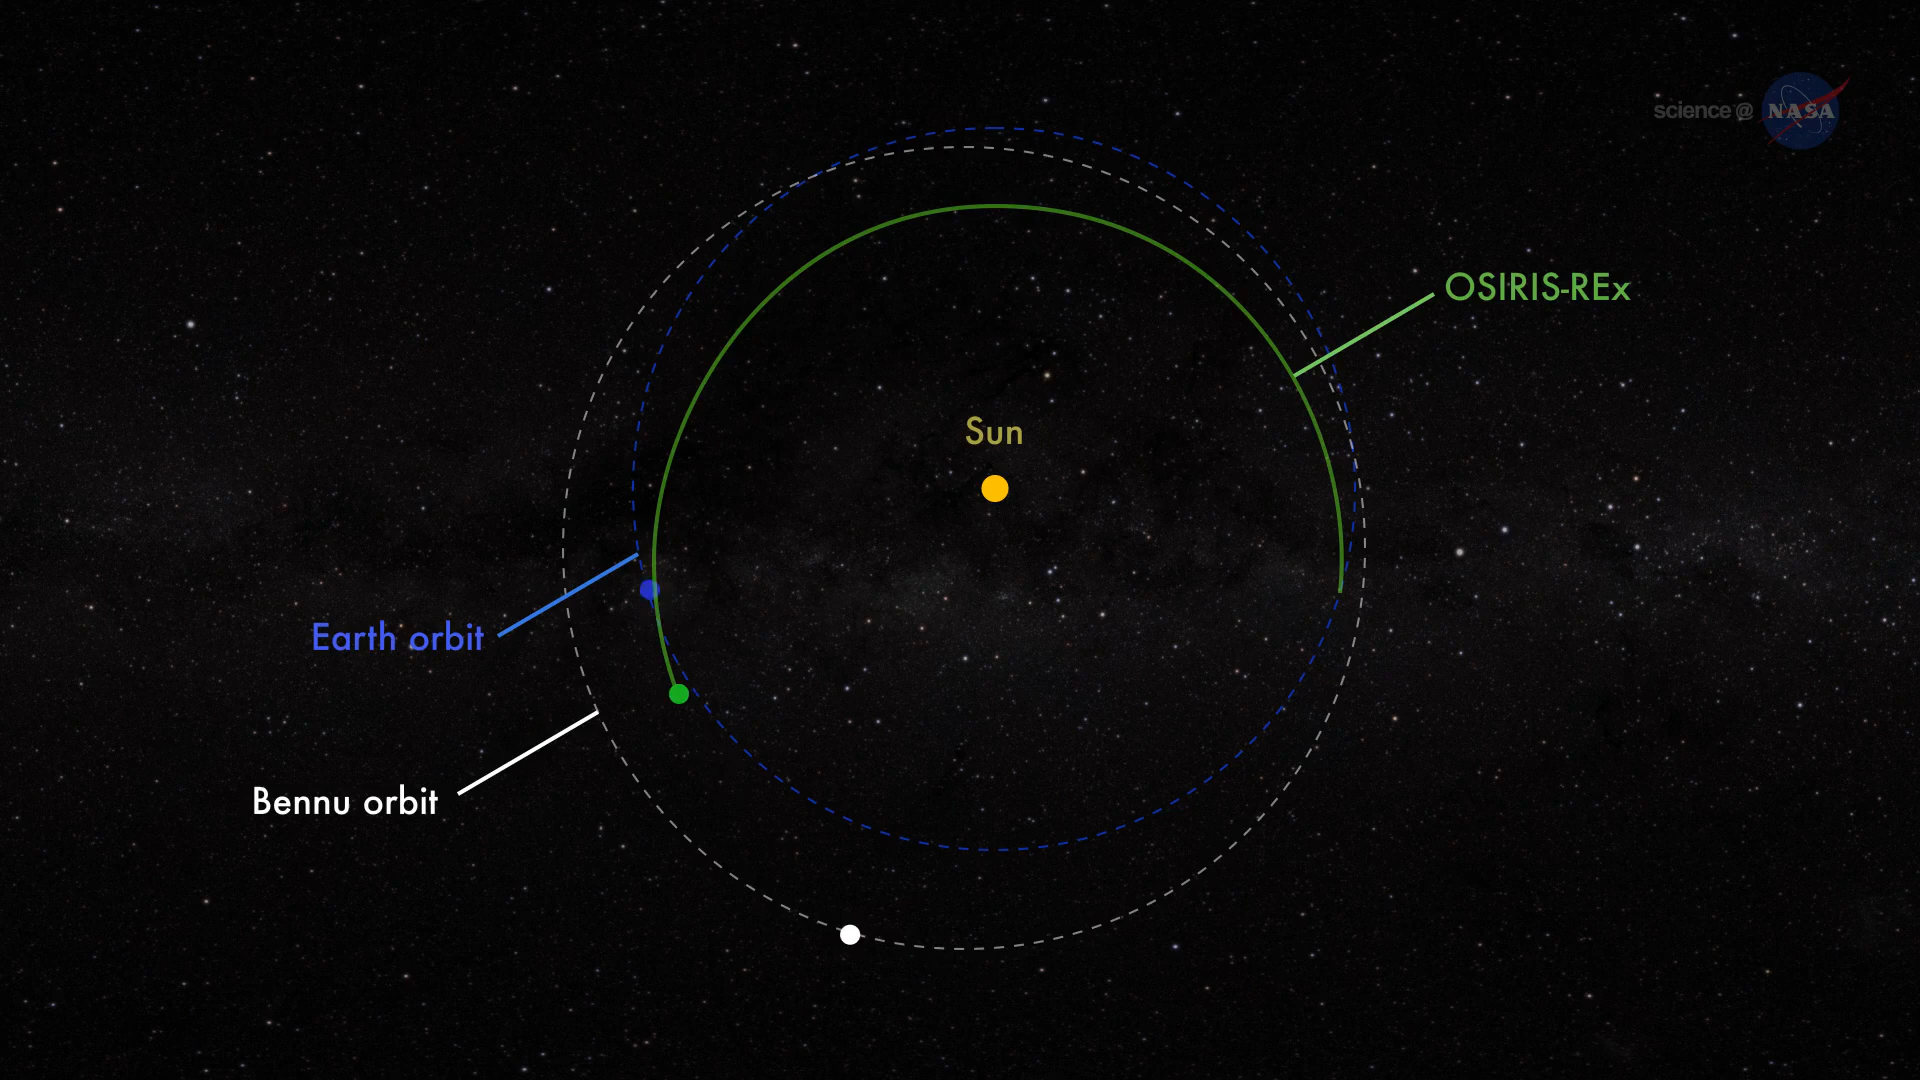 science@ NASA
OSIRIS-REx
Sun
Earth orbit
Bennu orbit